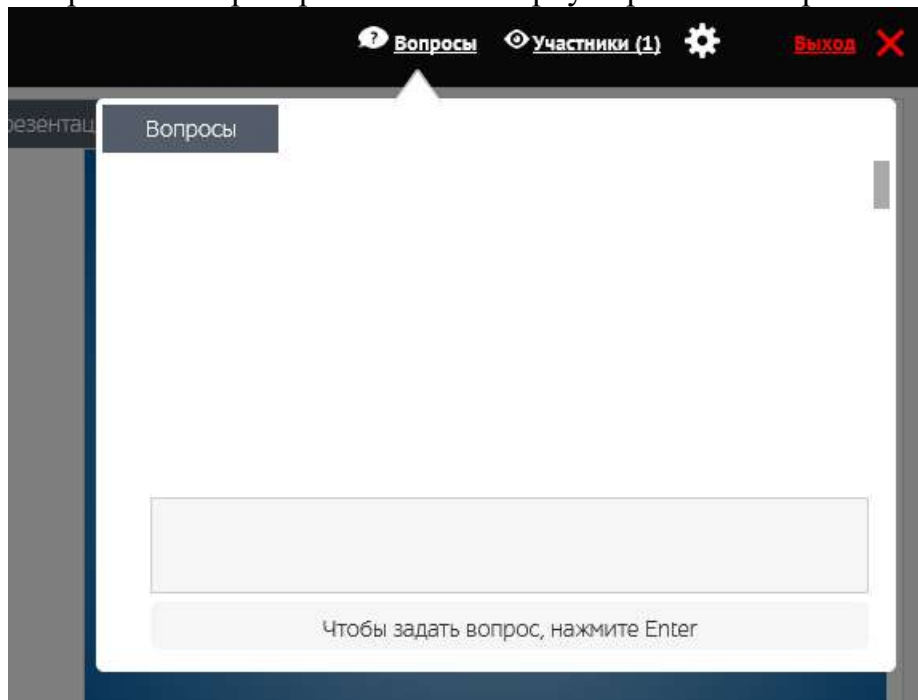 Вопросы Участники (1) Выход
Вопросы
Чтобы задать вопрос, нажмите Enter